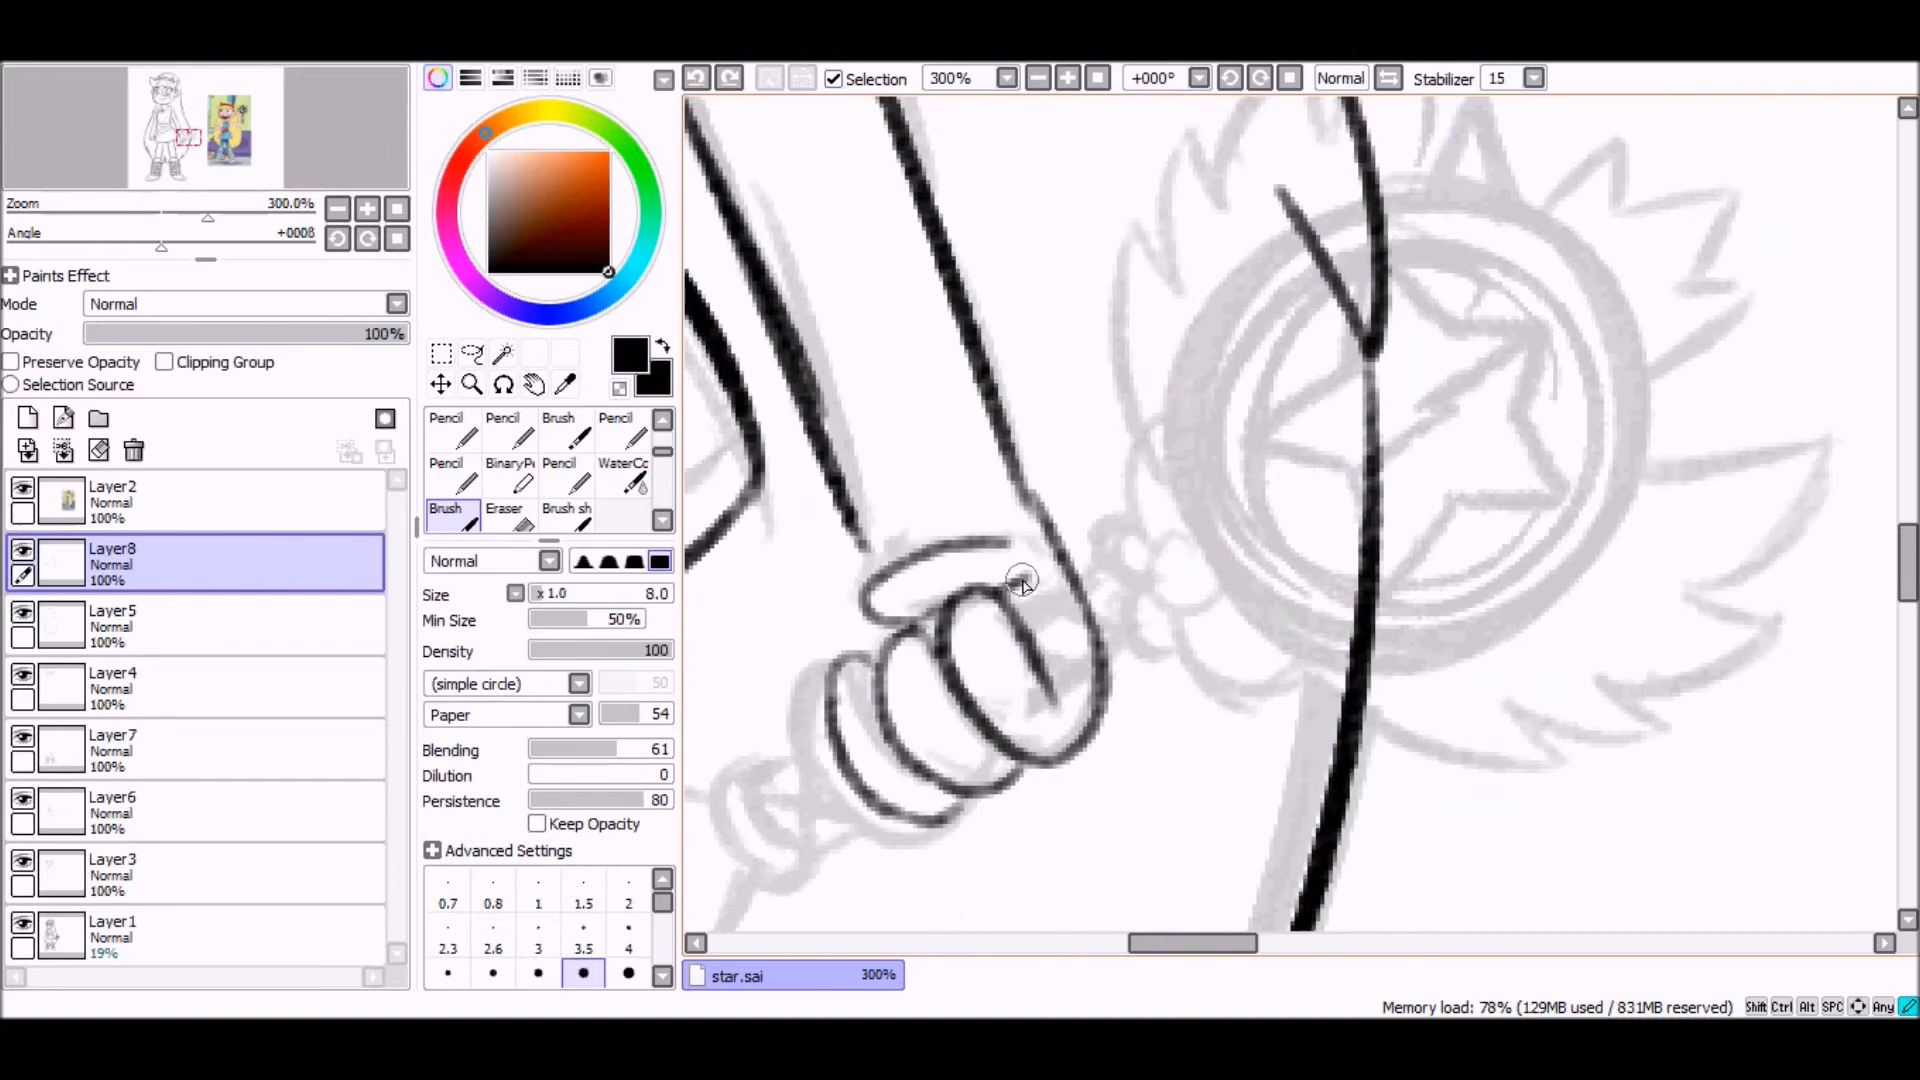 Selection 300% +000° Normal Stabilizer 15
Zoom 300.0%
Angle +000ß
Paints Effect
Mode Normal
Opacity 100%
Preserve Opacity Clipping Group
Selection Source
Layer2
Normal
100%
Layer8
Normal
100%
Layer5
Normal
100%
Layer4
Normal
100%
Layer7
Normal
100%
Layer6
Normal
100%
Layer3
Normal
100%
Layer1
Normal
19%
Pencil Pencil Brush Pencil
Pencil BinaryPe Pencil WaterCo
Brush Eraser Brush sh
Normal
Size x 1.0 8.0
Min Size 50%
Density 100
(simple circle) 50
Paper 54
Blending 61
Dilution 0
Persistence 80
Keep Opacity
Advanced Settings
0.7 0.8 1 1.5 2
2.3 2.6 3 3.5 4
star.sai 300%
Memory load: 78% (129MB used / 831MB reserved) Shift Ctrl Alt SPC Any